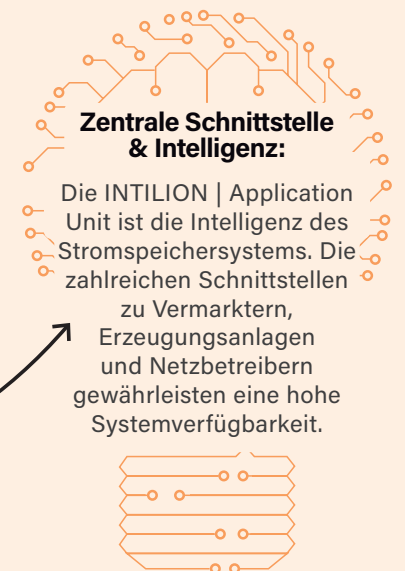 Zentrale Schnittstelle
& Intelligenz:
Die INTILION | Application
Unit ist die Intelligenz des
Stromspeichersystems. Die
zahlreichen Schnittstellen
zu Vermarktern,
Erzeugungsanlagen
und Netzbetreibern
gewährleisten eine hohe
Systemverfügbarkeit.